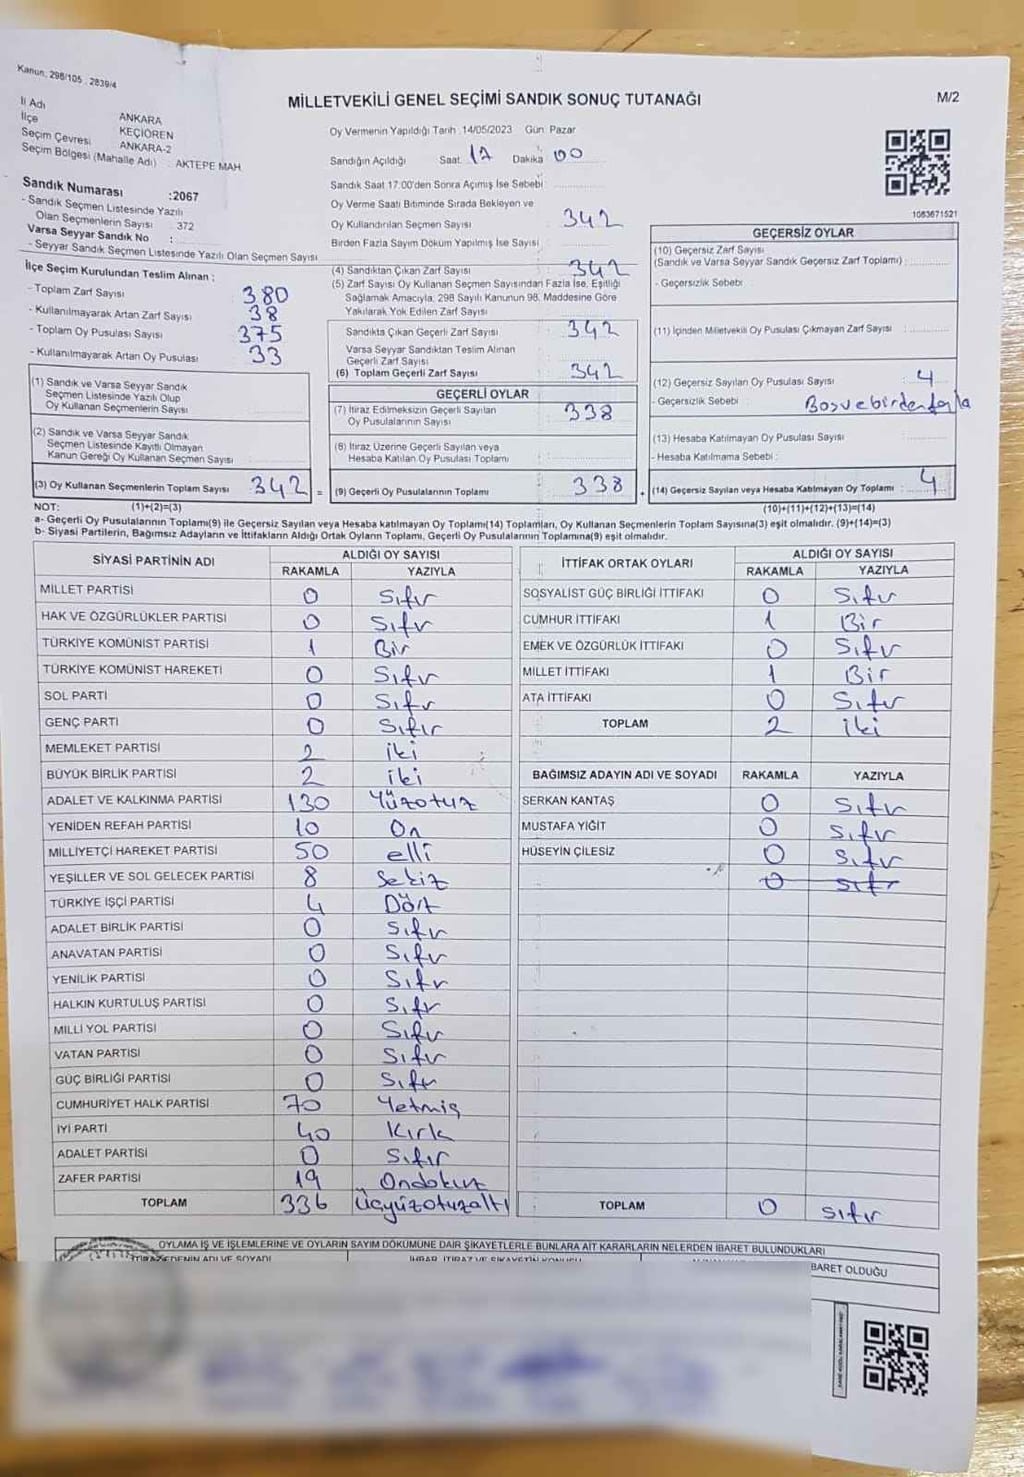 Kanun, 298/105 , 2839/4
MİLLETVEKİLİ GENEL SEÇİMİ SANDIK SONUÇ TUTANAĞI
M/2
İl Adı ANKARA
İlçe KEÇİÖREN
Seçim Çevresi ANKARA-2
Seçim Bölgesi (Mahalle Adı) : AKTEPE MAH
Oy Vermenin Yapıldığı Tarih :14/05/2023 Gün: Pazar
Sandığın Açıldığı Saat: 17 Dakika 00
Sandık Saat 17:00'den Sonra Açımış İse Sebebi:
Oy Verme Saati Bitiminde Sırada Bekleyen ve
Oy Kullandırılan Seçmen Sayısı 342
Birden Fazla Sayım Döküm Yapılmış İse Sayısı
Sandık Numarası :2067
- Sandık Seçmen Listesinde Yazılı
Olan Seçmenlerin Sayısı : 372
Varsa Seyyar Sandık No :
- Seyyar Sandık Seçmen Listesinde Yazılı Olan Seçmen Sayısı
İlçe Seçim Kurulundan Teslim Alınan :
- Toplam Zarf Sayısı 380
- Kullanılmayarak Artan Zarf Sayısı 38
- Toplam Oy Pusulası Sayısı 375
- Kullanılmayarak Artan Oy Pusulası 33
(1) Sandık ve Varsa Seyyar Sandık
Seçmen Listesinde Yazılı Olup
Oy Kullanan Seçmenlerin Sayısı
(2) Sandık ve Varsa Seyyar Sandık
Seçmen Listesinde Kayıtlı Olmayan
Kanun Gereği Oy Kullanan Seçmen Sayısı
(3) Oy Kullanan Seçmenlerin Toplam Sayısı 342 =
(4) Sandıktan Çıkan Zarf Sayısı 342
(5) Zarf Sayısı Oy Kullanan Seçmen Sayısından Fazla İse, Eşitliği
Sağlamak Amacıyla, 298 Sayılı Kanunun 98. Maddesine Göre
Yakılarak Yok Edilen Zarf Sayısı
Sandıkta Çıkan Geçerli Zarf Sayısı 342
Varsa Seyyar Sandıktan Teslim Alınan
Geçerli Zarf Sayısı
(6) Toplam Geçerli Zarf Sayısı 342
GEÇERLİ OYLAR
(7) İtiraz Edilmeksizin Geçerli Sayılan
Oy Pusulalarının Sayısı 338
(8) İtiraz Üzerine Geçerli Sayılan veya
Hesaba Katılan Oy Pusulası Toplamı
(9) Geçerli Oy Pusulalarının Toplamı 338 +
1083671521
GEÇERSİZ OYLAR
(10) Geçersiz Zarf Sayısı
(Sandık ve Varsa Seyyar Sandık Geçersiz Zarf Toplamı) :
- Geçersizlik Sebebi :
(11) İçinden Milletvekili Oy Pusulası Çıkmayan Zarf Sayısı :
(12) Geçersiz Sayılan Oy Pusulası Sayısı : 4
- Geçersizlik Sebebi : Boş ve birden fazla
(13) Hesaba Katılmayan Oy Pusulası Sayısı
- Hesaba Katılmama Sebebi :
(14) Geçersiz Sayılan veya Hesaba Katılmayan Oy Toplamı : 4
NOT: (1)+(2)=(3) (10)+(11)+(12)+(13)=(14)
a- Geçerli Oy Pusulalarının Toplamı(9) ile Geçersiz Sayılan veya Hesaba katılmayan Oy Toplamı(14) Toplamları, Oy Kullanan Seçmenlerin Toplam Sayısına(3) eşit olmalıdır. (9)+(14)=(3)
b- Siyasi Partilerin, Bağımsız Adayların ve İttifakların Aldığı Ortak Oyların Toplamı, Geçerli Oy Pusulalarının Toplamına(9) eşit olmalıdır.
SİYASİ PARTİNİN ADI ALDIĞI OY SAYISI
RAKAMLA YAZIYLA
MİLLET PARTİSİ 0 Sıfır
HAK VE ÖZGÜRLÜKLER PARTİSİ 0 Sıfır
TÜRKİYE KOMÜNİST PARTİSİ 1 Bir
TÜRKİYE KOMÜNİST HAREKETİ 0 Sıfır
SOL PARTİ 0 Sıfır
GENÇ PARTİ 0 Sıfır
MEMLEKET PARTİSİ 2 iki
BÜYÜK BİRLİK PARTİSİ 2 iki
ADALET VE KALKINMA PARTİSİ 130 Yüzotuz
YENİDEN REFAH PARTİSİ 10 On
MİLLİYETÇİ HAREKET PARTİSİ 50 elli
YEŞİLLER VE SOL GELECEK PARTİSİ 8 Sekiz
TÜRKİYE İŞÇİ PARTİSİ 4 Dört
ADALET BİRLİK PARTİSİ 0 Sıfır
ANAVATAN PARTİSİ 0 Sıfır
YENİLİK PARTİSİ 0 Sıfır
HALKIN KURTULUŞ PARTİSİ 0 Sıfır
MİLLİ YOL PARTİSİ 0 Sıfır
VATAN PARTİSİ 0 Sıfır
GÜÇ BİRLİĞİ PARTİSİ 0 Sıfır
CUMHURİYET HALK PARTİSİ 70 Yetmiş
İYİ PARTİ 40 Kırk
ADALET PARTİSİ 0 Sıfır
ZAFER PARTİSİ 19 Ondokuz
TOPLAM 336 Üçyüzotuzaltı
İTTİFAK ORTAK OYLARI ALDIĞI OY SAYISI
RAKAMLA YAZIYLA
SOSYALİST GÜÇ BİRLİĞİ İTTİFAKI 0 Sıfır
CUMHUR İTTİFAKI 1 Bir
EMEK VE ÖZGÜRLÜK İTTİFAKI 0 Sıfır
MİLLET İTTİFAKI 1 Bir
ATA İTTİFAKI 0 Sıfır
TOPLAM 2 iki
BAĞIMSIZ ADAYIN ADI VE SOYADI RAKAMLA YAZIYLA
SERKAN KANTAŞ 0 Sıfır
MUSTAFA YİĞİT 0 Sıfır
HÜSEYİN ÇİLESİZ 0 Sıfır
0 sıfır
TOPLAM 0 sıfır
OYLAMA İŞ VE İŞLEMLERİNE VE OYLARIN SAYIM DÖKÜMÜNE DAİR ŞİKAYETLERLE BUNLARA AİT KARARLARIN NELERDEN İBARET BULUNDUKLARI
İBARET OLDUĞU